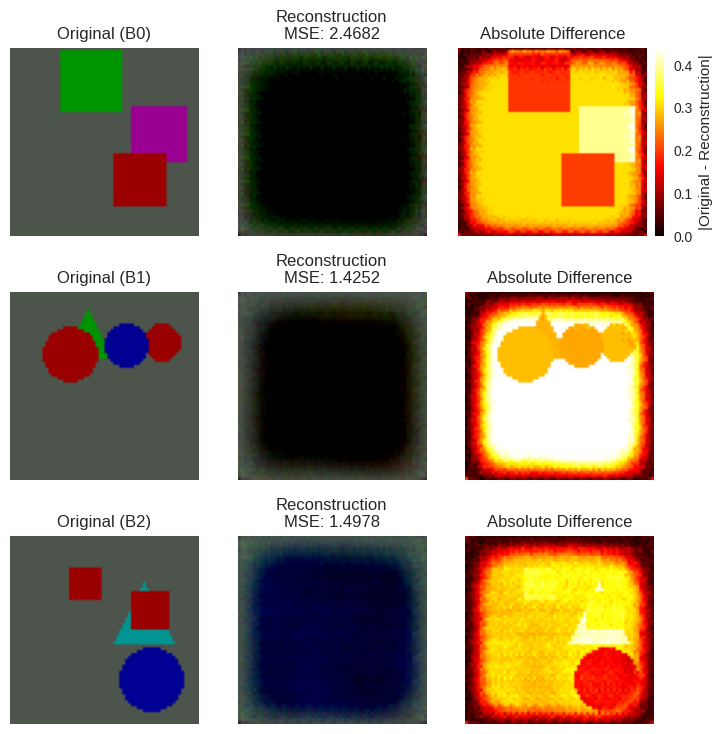 Original (B0)
Reconstruction
MSE: 2.4682
Absolute Difference
0.4
0.3
0.2
0.1
0.0
|Original - Reconstruction|
Original (B1)
Reconstruction
MSE: 1.4252
Absolute Difference
Original (B2)
Reconstruction
MSE: 1.4978
Absolute Difference